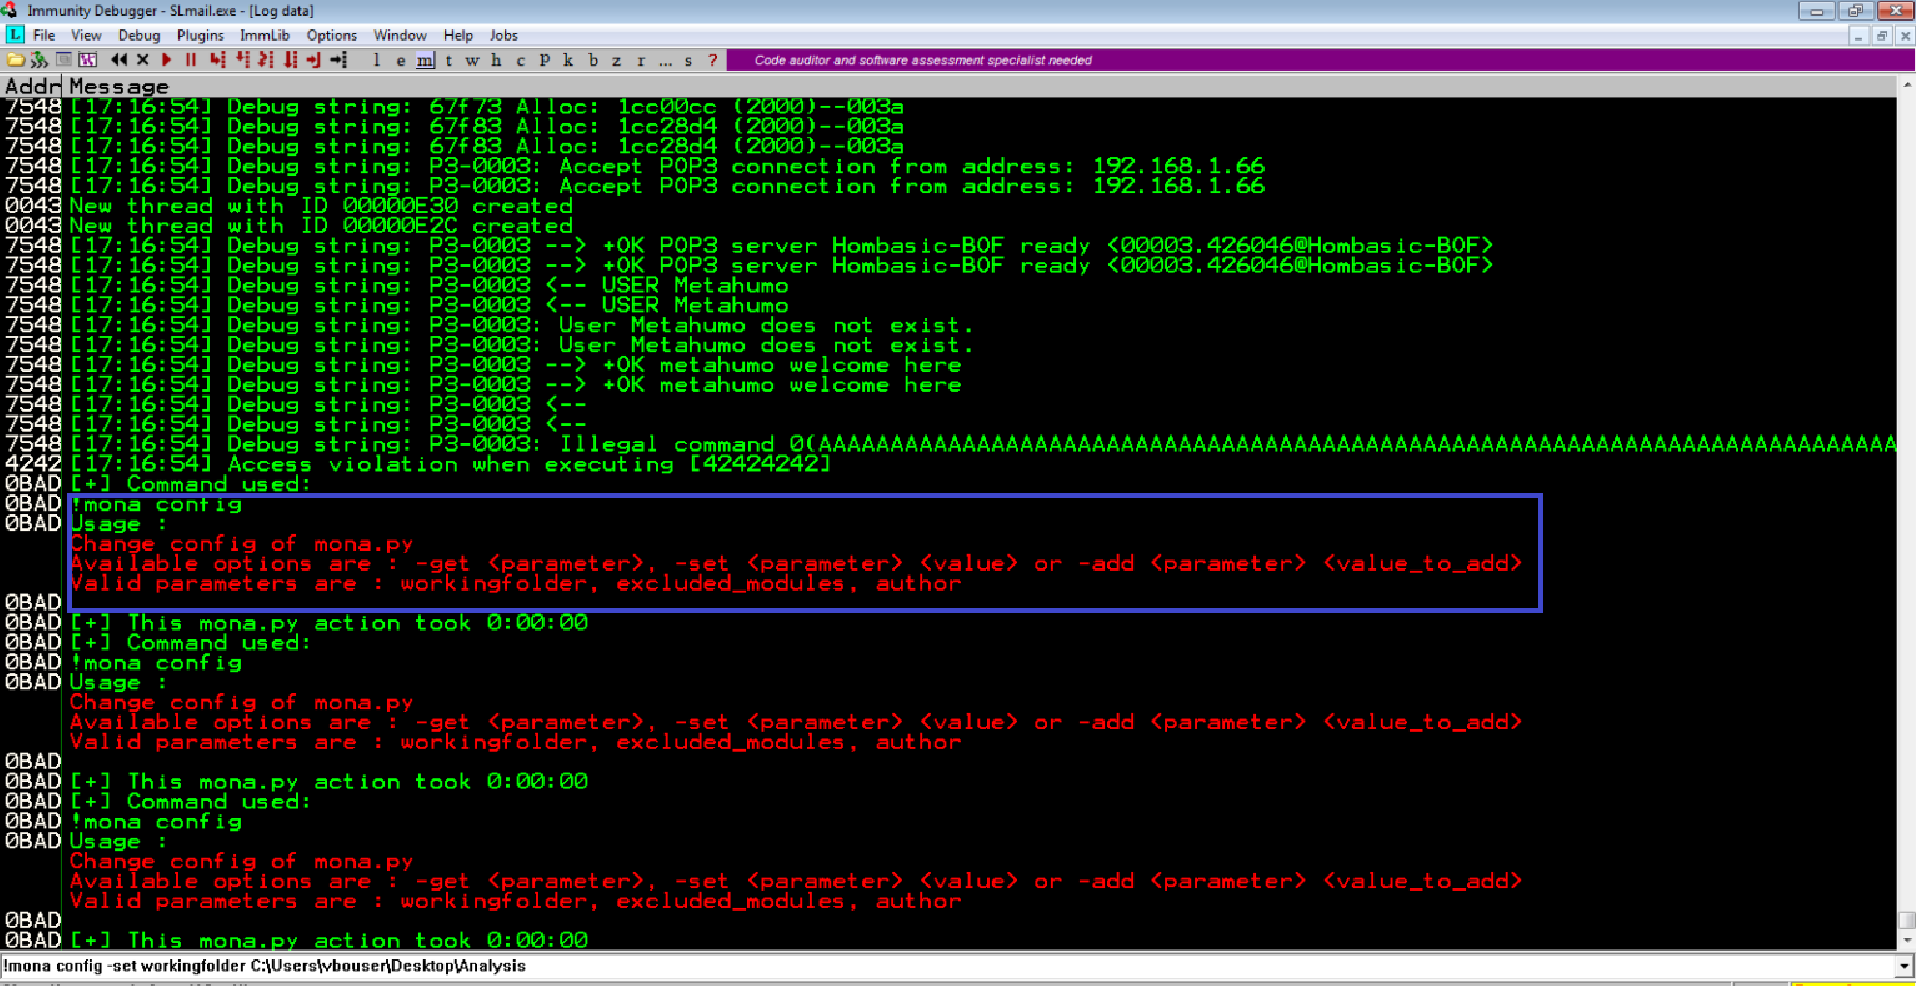 Immunity Debugger - SLmail.exe - [Log data]
File View Debug Plugins ImmLib Options Window Help Jobs
l e m t w h c P k b z r ... s ? Code auditor and software assessment specialist needed
Addr Message
7548 [17:16:54] Debug string: 67f73 Alloc: 1cc00cc (2000)--003a
7548 [17:16:54] Debug string: 67f83 Alloc: 1cc28d4 (2000)--003a
7548 [17:16:54] Debug string: 67f83 Alloc: 1cc28d4 (2000)--003a
7548 [17:16:54] Debug string: P3-0003: Accept POP3 connection from address: 192.168.1.66
7548 [17:16:54] Debug string: P3-0003: Accept POP3 connection from address: 192.168.1.66
0043 New thread with ID 00000E30 created
0043 New thread with ID 00000E2C created
7548 [17:16:54] Debug string: P3-0003 --> +OK POP3 server Hombasic-BOF ready <00003.426046@Hombasic-BOF>
7548 [17:16:54] Debug string: P3-0003 --> +OK POP3 server Hombasic-BOF ready <00003.426046@Hombasic-BOF>
7548 [17:16:54] Debug string: P3-0003 <-- USER Metahumo
7548 [17:16:54] Debug string: P3-0003 <-- USER Metahumo
7548 [17:16:54] Debug string: P3-0003: User Metahumo does not exist.
7548 [17:16:54] Debug string: P3-0003: User Metahumo does not exist.
7548 [17:16:54] Debug string: P3-0003 --> +OK metahumo welcome here
7548 [17:16:54] Debug string: P3-0003 --> +OK metahumo welcome here
7548 [17:16:54] Debug string: P3-0003 <--
7548 [17:16:54] Debug string: P3-0003 <--
7548 [17:16:54] Debug string: P3-0003: Illegal command 0(AAAAAAAAAAAAAAAAAAAAAAAAAAAAAAAAAAAAAAAAAAAAAAAAAAAAAAAAAAAAAAAAAAAAAAAAAAA
4242 [17:16:54] Access violation when executing [42424242]
0BAD [+] Command used:
0BAD !mona config
0BAD Usage :
Change config of mona.py
Available options are : -get <parameter>, -set <parameter> <value> or -add <parameter> <value_to_add>
Valid parameters are : workingfolder, excluded_modules, author
0BAD
0BAD [+] This mona.py action took 0:00:00
0BAD [+] Command used:
0BAD !mona config
0BAD Usage :
Change config of mona.py
Available options are : -get <parameter>, -set <parameter> <value> or -add <parameter> <value_to_add>
Valid parameters are : workingfolder, excluded_modules, author
0BAD
0BAD [+] This mona.py action took 0:00:00
0BAD [+] Command used:
0BAD !mona config
0BAD Usage :
Change config of mona.py
Available options are : -get <parameter>, -set <parameter> <value> or -add <parameter> <value_to_add>
Valid parameters are : workingfolder, excluded_modules, author
0BAD
0BAD [+] This mona.py action took 0:00:00
!mona config -set workingfolder C:\Users\vbouser\Desktop\Analysis